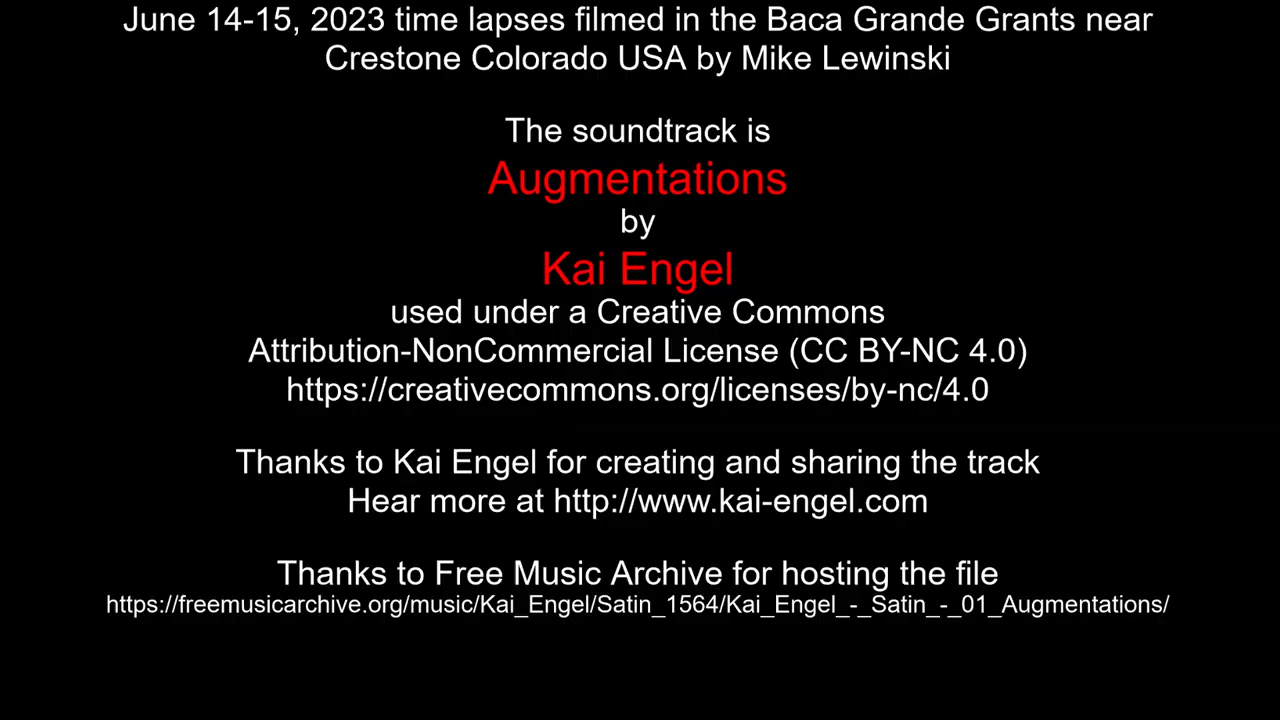 June 14-15, 2023 time lapses filmed in the Baca Grande Grants near
Crestone Colorado USA by Mike Lewinski
The soundtrack is
Augmentations
by
Kai Engel
used under a Creative Commons
Attribution-NonCommercial License (CC BY-NC 4.0)
https://creativecommons.org/licenses/by-nc/4.0
Thanks to Kai Engel for creating and sharing the track
Hear more at http://www.kai-engel.com
Thanks to Free Music Archive for hosting the file
https://freemusicarchive.org/music/Kai_Engel/Satin_1564/Kai_Engel_-_Satin_-_01_Augmentations/